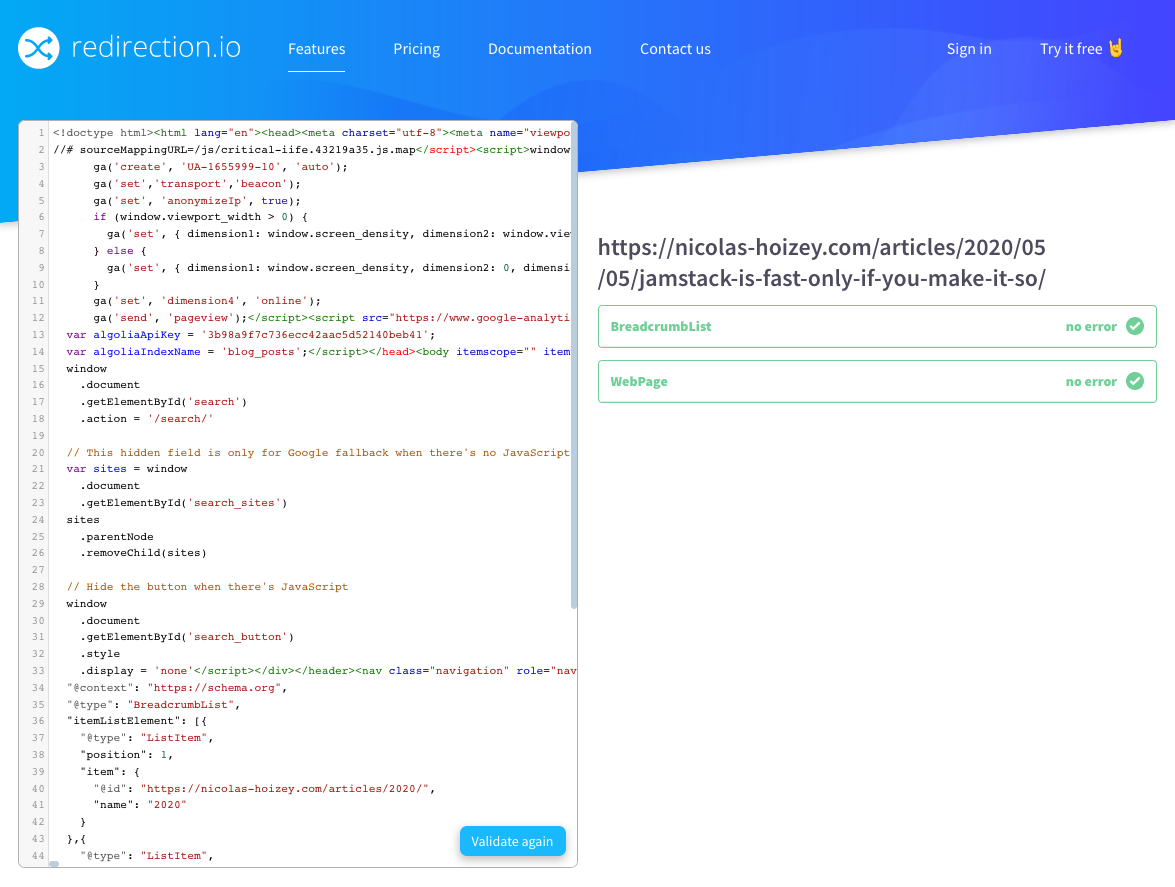 redirection.io
Features
Pricing
Documentation
Contact us
Sign in
Try it free 🤘
1 <!doctype html><html lang="en"><head><meta charset="utf-8"><meta name="viewpo
2 //# sourceMappingURL=/js/critical-iife.43219a35.js.map</script><script>window
3 ga('create', 'UA-1655999-10', 'auto');
4 ga('set','transport','beacon');
5 ga('set', 'anonymizeIp', true);
6 if (window.viewport_width > 0) {
7 ga('set', { dimension1: window.screen_density, dimension2: window.vie
8 } else {
9 ga('set', { dimension1: window.screen_density, dimension2: 0, dimensi
10 }
11 ga('set', 'dimension4', 'online');
12 ga('send', 'pageview');</script><script src="https://www.google-analyti
13 var algoliaApiKey = '3b98a9f7c736ecc42aac5d52140beb41';
14 var algoliaIndexName = 'blog_posts';</script></head><body itemscope="" item
15 window
16 .document
17 .getElementById('search')
18 .action = '/search/'
19
20 // This hidden field is only for Google fallback when there's no JavaScript
21 var sites = window
22 .document
23 .getElementById('search_sites')
24 sites
25 .parentNode
26 .removeChild(sites)
27
28 // Hide the button when there's JavaScript
29 window
30 .document
31 .getElementById('search_button')
32 .style
33 .display = 'none'</script></div></header><nav class="navigation" role="nav
34 "@context": "https://schema.org",
35 "@type": "BreadcrumbList",
36 "itemListElement": [{
37 "@type": "ListItem",
38 "position": 1,
39 "item": {
40 "@id": "https://nicolas-hoizey.com/articles/2020/",
41 "name": "2020"
42 }
43 },{
44 "@type": "ListItem",
Validate again
https://nicolas-hoizey.com/articles/2020/05
/05/jamstack-is-fast-only-if-you-make-it-so/
BreadcrumbList no error
WebPage no error